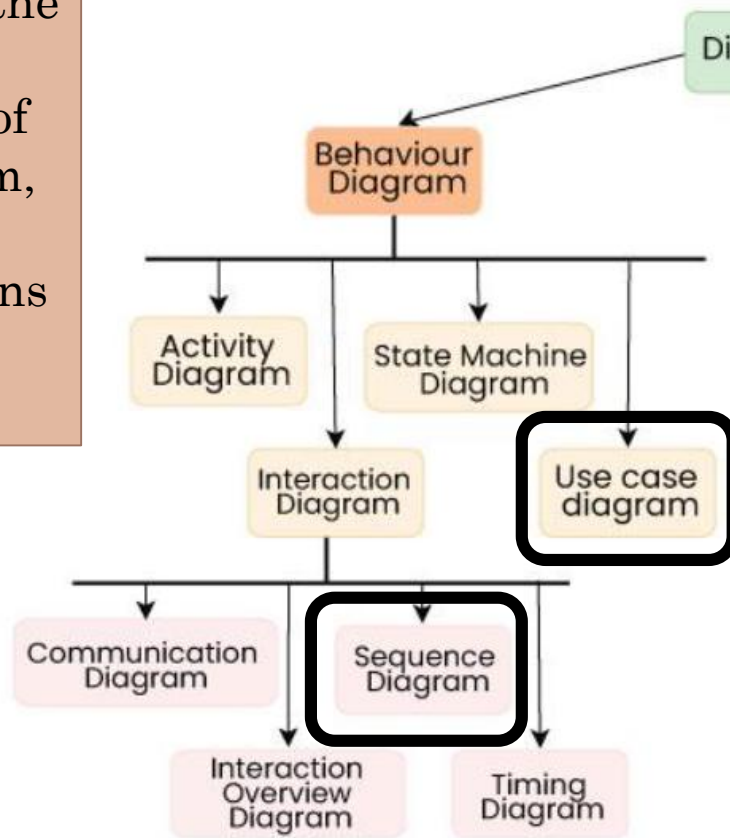 the
of
ns
Di
Behaviour
Diagram
Activity
Diagram
State Machine
Diagram
Interaction
Diagram
Use case
diagram
Communication
Diagram
Sequence
Diagram
Interaction
Overview
Diagram
Timing
Diagram